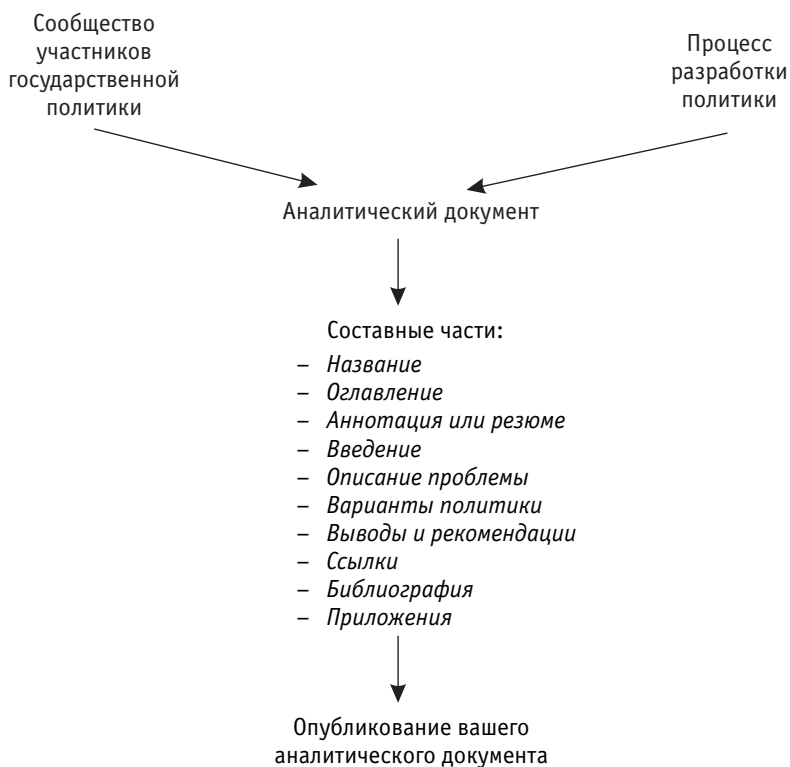 Сообщество
участников
государственной
политики
Процесс
разработки
политики
Аналитический документ
Составные части:
– Название
– Оглавление
– Аннотация или резюме
– Введение
– Описание проблемы
– Варианты политики
– Выводы и рекомендации
– Ссылки
– Библиография
– Приложения
Опубликование вашего
аналитического документа